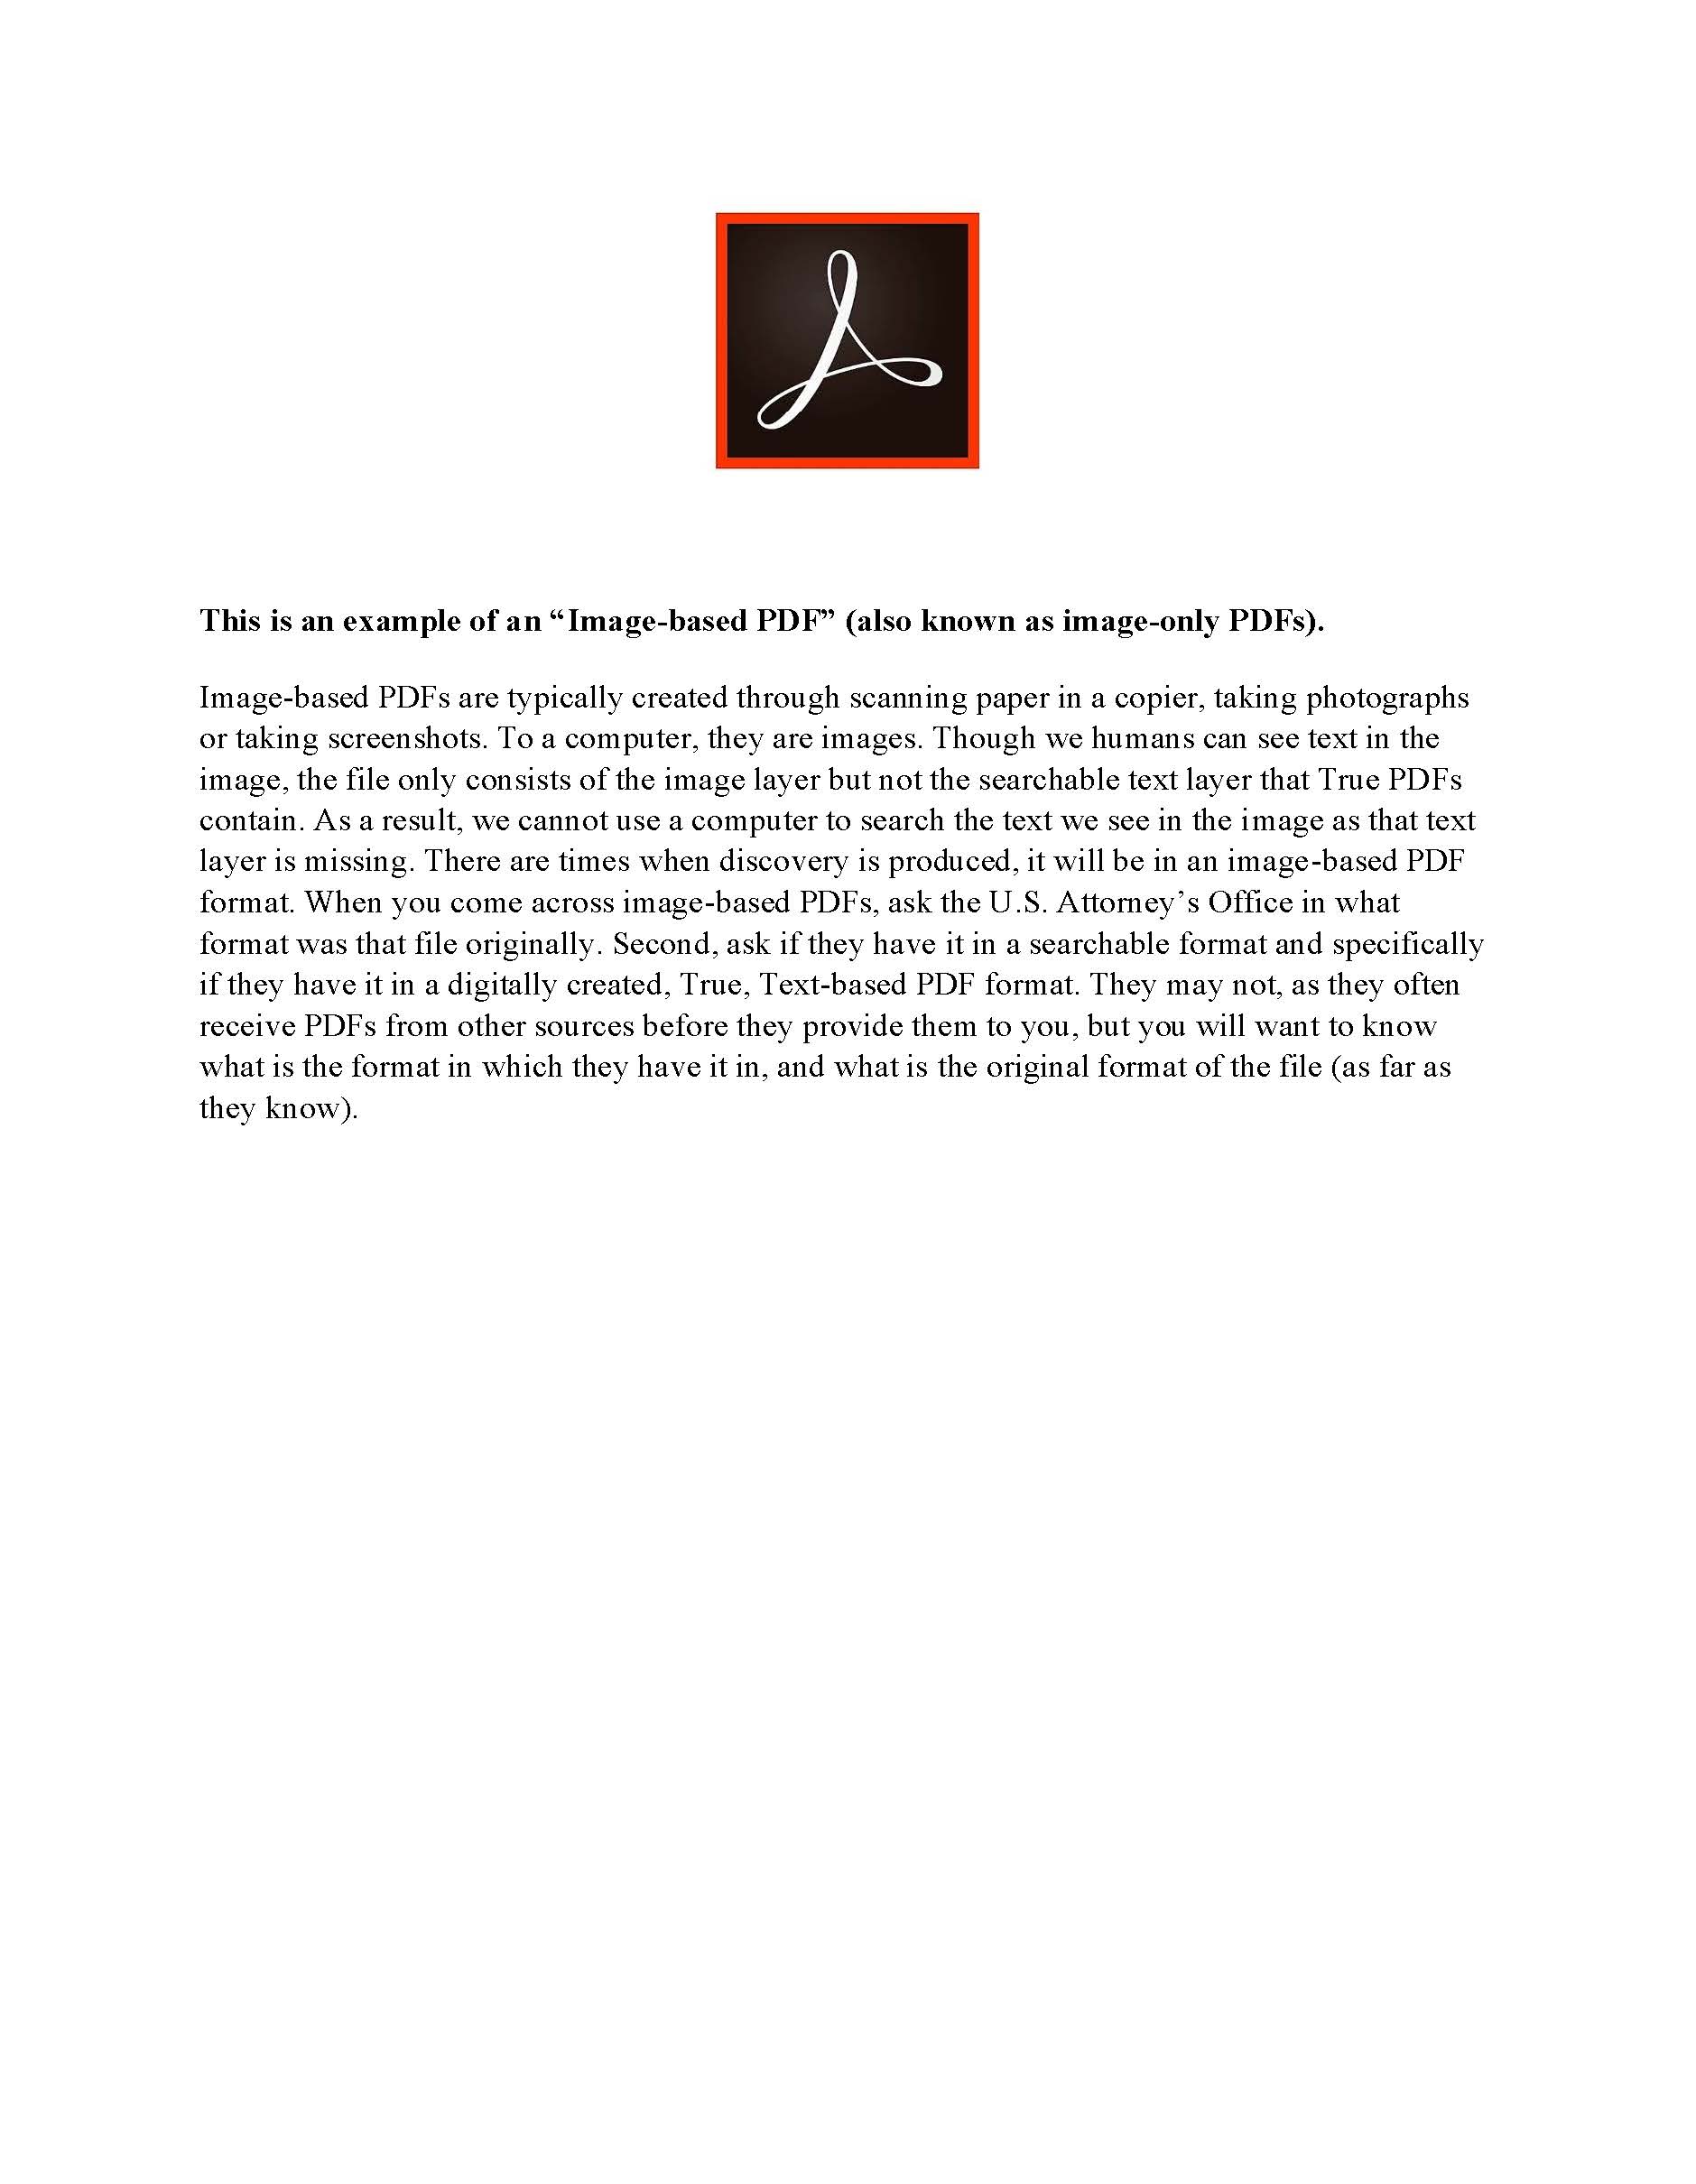 This is an example of an “Image-based PDF” (also known as image-only PDFs).
Image-based PDFs are typically created through scanning paper in a copier, taking photographs
or taking screenshots. To a computer, they are images. Though we humans can see text in the
image, the file only consists of the image layer but not the searchable text layer that True PDFs
contain. As a result, we cannot use a computer to search the text we see in the image as that text
layer is missing. There are times when discovery is produced, it will be in an image-based PDF
format. When you come across image-based PDFs, ask the U.S. Attorney’s Office in what
format was that file originally. Second, ask if they have it in a searchable format and specifically
if they have it in a digitally created, True, Text-based PDF format. They may not, as they often
receive PDFs from other sources before they provide them to you, but you will want to know
what is the format in which they have it in, and what is the original format of the file (as far as
they know).